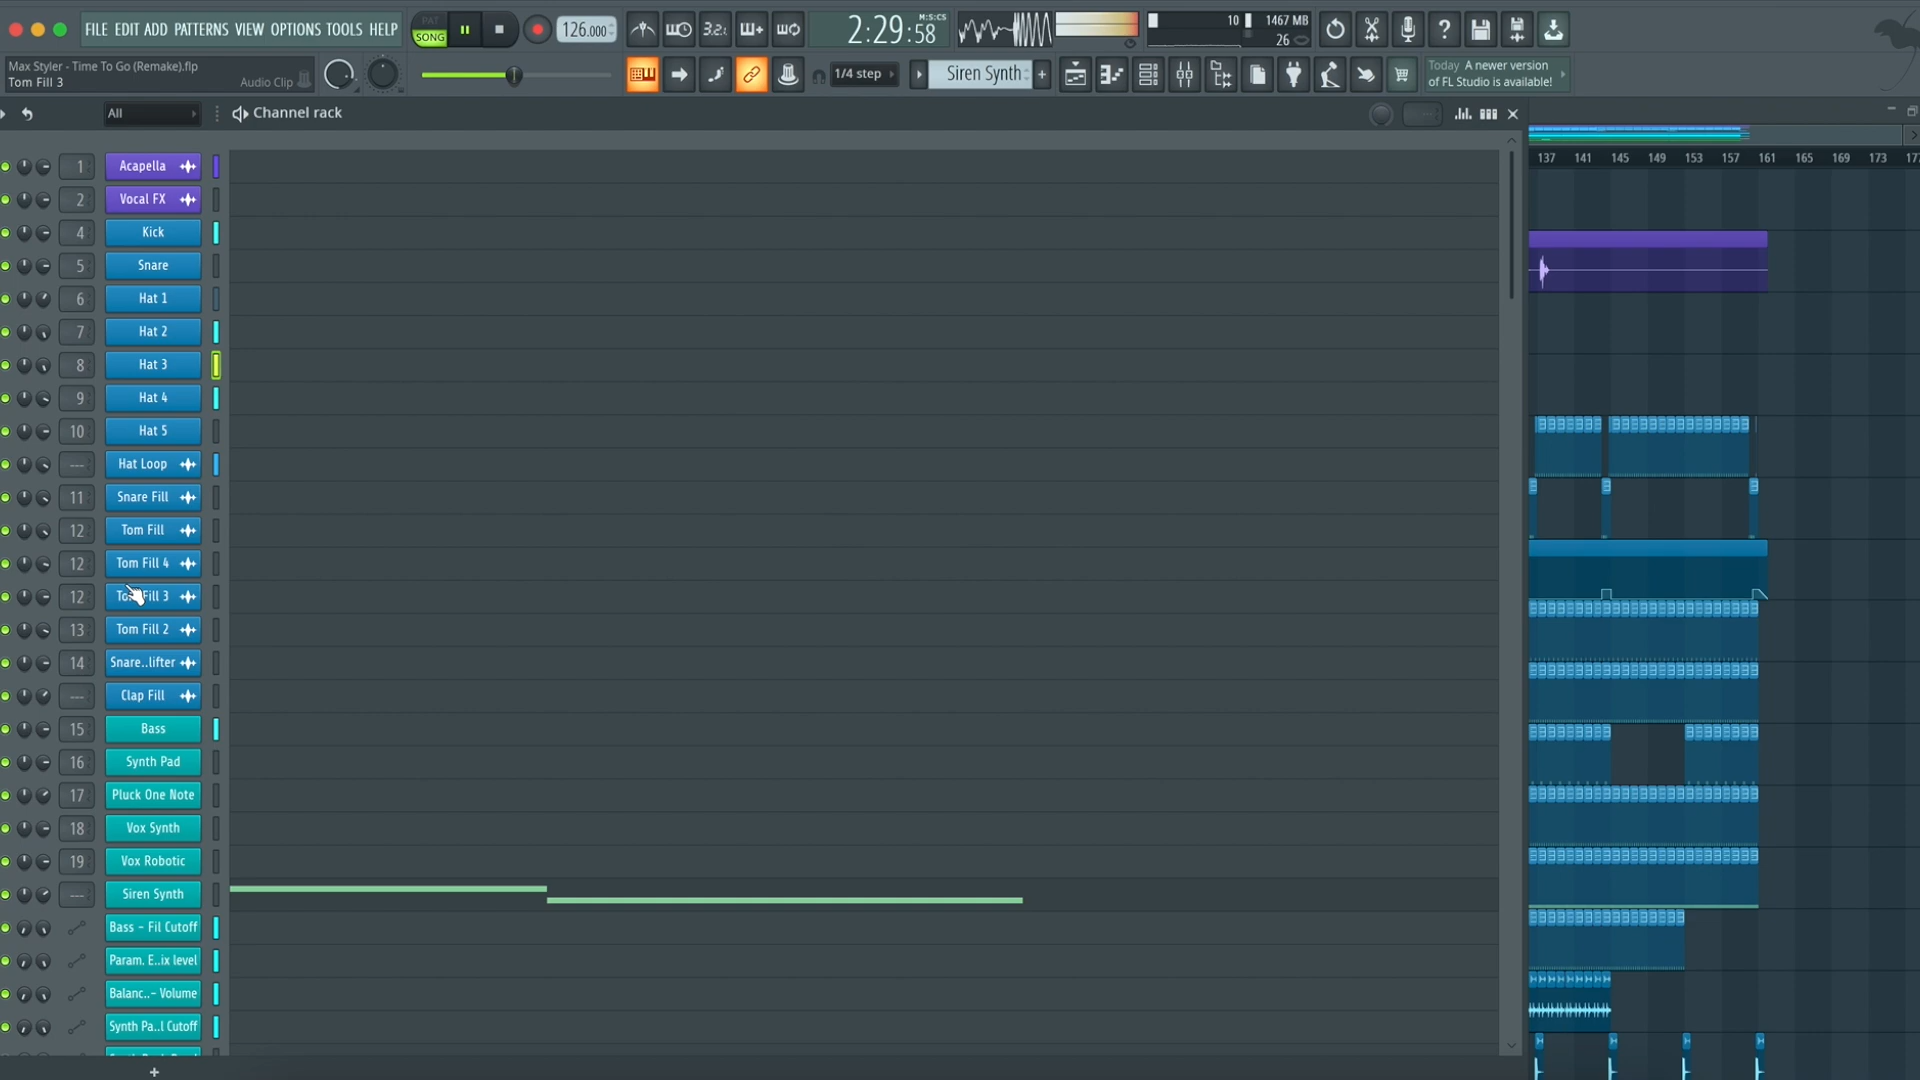 FILE EDIT ADD PATTERNS VIEW OPTIONS TOOLS HELP
PAT
SONG
126.000
3.2.
2:29:58
M:S:CS
10
1467 MB
26
Max Styler - Time To Go (Remake).flp
Tom Fill 3
Audio Clip
1/4 step
Siren Synth
Today A newer version
of FL Studio is available!
All
Channel rack
137 141 145 149 153 157 161 165 169 173 177
1 Acapella
2 Vocal FX
4 Kick
5 Snare
6 Hat 1
7 Hat 2
8 Hat 3
9 Hat 4
10 Hat 5
--- Hat Loop
11 Snare Fill
12 Tom Fill
12 Tom Fill 4
12 Tom Fill 3
13 Tom Fill 2
14 Snare..lifter
--- Clap Fill
15 Bass
16 Synth Pad
17 Pluck One Note
18 Vox Synth
19 Vox Robotic
--- Siren Synth
Bass - Fil Cutoff
Param. E..ix level
Balanc..- Volume
Synth Pa..l Cutoff